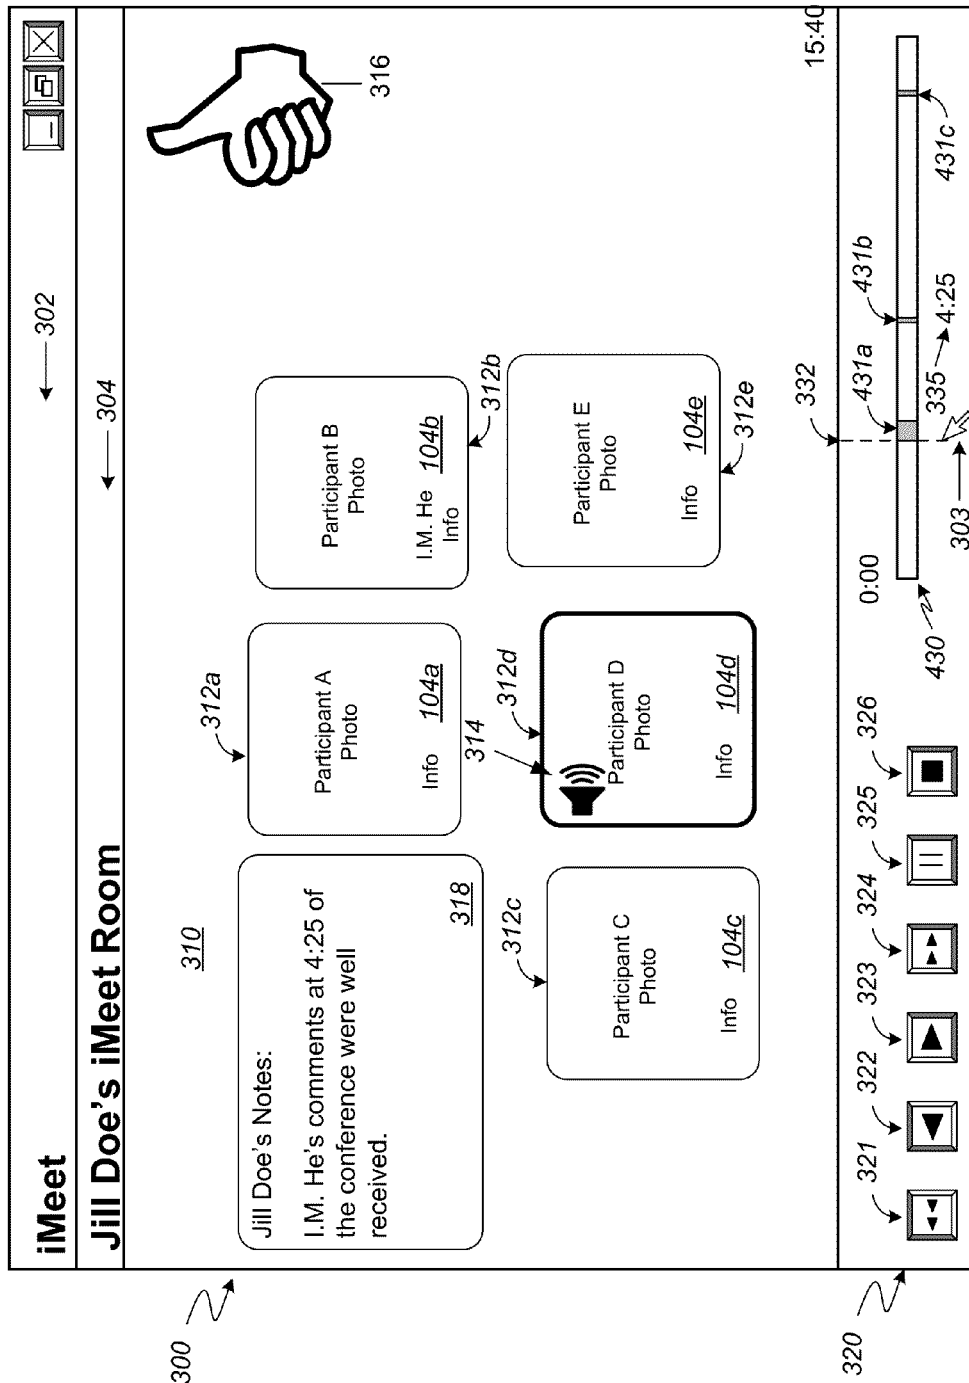 iMeet
302
Jill Doe's iMeet Room
304
300
310
Jill Doe's Notes:
I.M. He's comments at 4:25 of
the conference were well
received.
318
312a
Participant A
Photo
Info 104a
Participant B
Photo
I.M. He
Info
104b
312b
316
312c
Participant C
Photo
Info 104c
314
312d
Participant D
Photo
Info 104d
Participant E
Photo
Info 104e
312e
332
15:40
0:00
320
321
322
323
324
325
326
430
303
431a
335
4:25
431b
431c